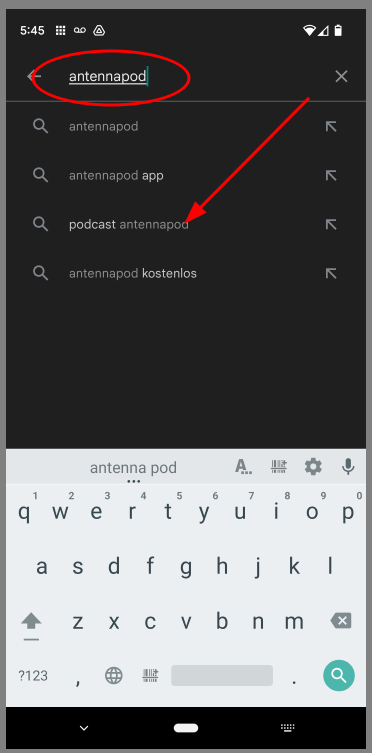 5:45
antennapod
antennapod
antennapod app
podcast antennapod
antennapod kostenlos
antenna pod
A...
1 2 3 4 5 6 7 8 9 0
q w e r t y u i o p
a s d f g h j k l
z x c v b n m
?123 , .